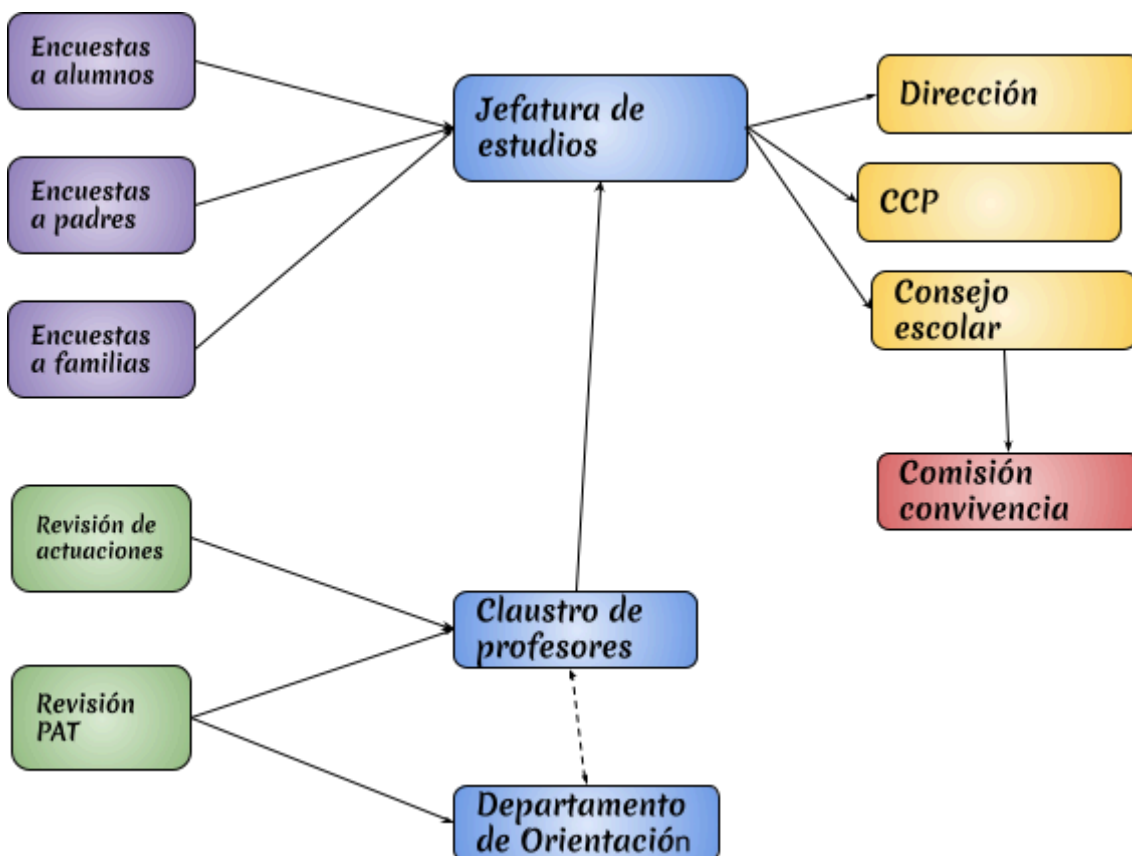 Encuestas
a alumnos
Encuestas
a padres
Encuestas
a familias
Revisión de
actuaciones
Revisión
PAT
Jefatura de
estudios
Claustro de
profesores
Departamento
de Orientación
Dirección
CCP
Consejo
escolar
Comisión
convivencia